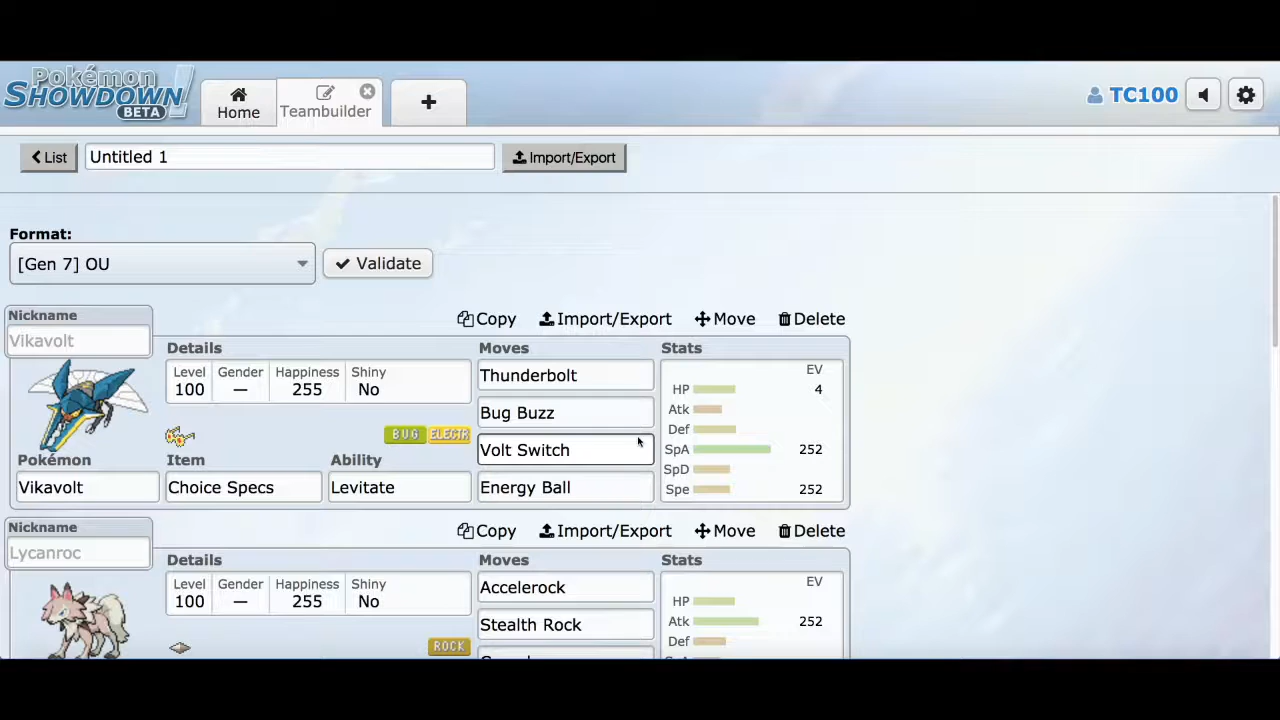 Pokémon
SHOWDOWN!
BETA
Home
Teambuilder
TC100
List
Untitled 1
Import/Export
Format:
[Gen 7] OU
Validate
Nickname
Vikavolt
Copy Import/Export Move Delete
Details
Moves
Stats
Level
100
Gender
—
Happiness
255
Shiny
No
BUG ELECTR
Pokémon
Vikavolt
Item
Choice Specs
Ability
Levitate
Thunderbolt
Bug Buzz
Volt Switch
Energy Ball
EV
HP 4
Atk
Def
SpA 252
SpD
Spe 252
Nickname
Lycanroc
Copy Import/Export Move Delete
Details
Moves
Stats
Level
100
Gender
—
Happiness
255
Shiny
No
ROCK
Accelerock
Stealth Rock
EV
HP
Atk 252
Def